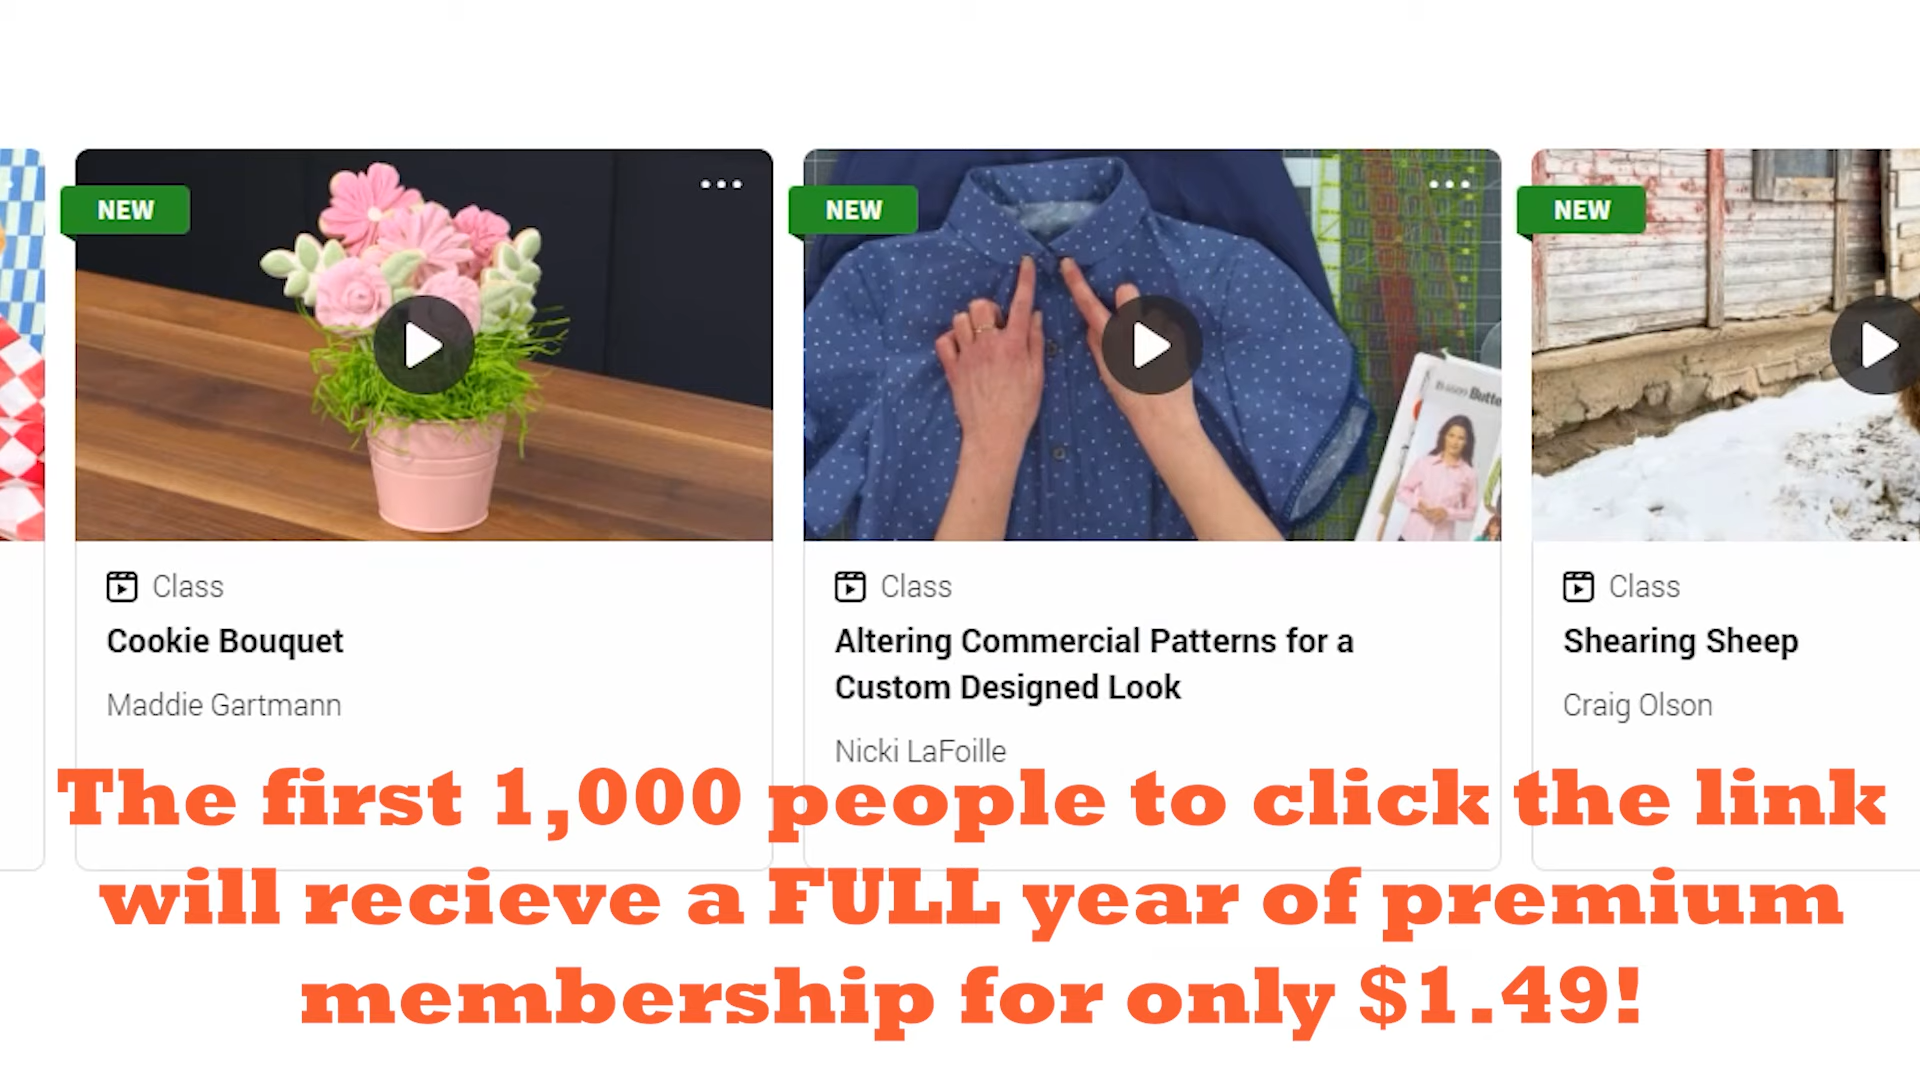 NEW
NEW
NEW
Butte
Class
Cookie Bouquet
Maddie Gartmann
Class
Altering Commercial Patterns for a
Custom Designed Look
Nicki LaFoille
Class
Shearing Sheep
Craig Olson
The first 1,000 people to click the link
will recieve a FULL year of premium
membership for only $1.49!